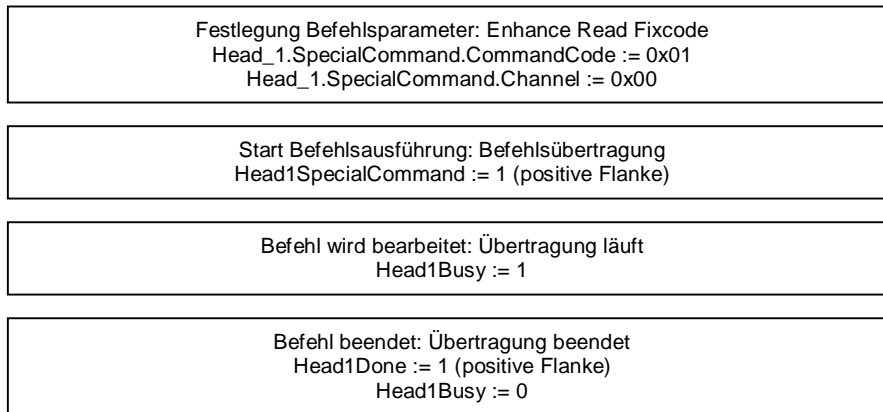 Festlegung Befehlsparameter: Enhance Read Fixcode
Head_1.SpecialCommand.CommandCode := 0x01
Head_1.SpecialCommand.Channel := 0x00
Start Befehlsausführung: Befehlsübertragung
Head1SpecialCommand := 1 (positive Flanke)
Befehl wird bearbeitet: Übertragung läuft
Head1Busy := 1
Befehl beendet: Übertragung beendet
Head1Done := 1 (positive Flanke)
Head1Busy := 0